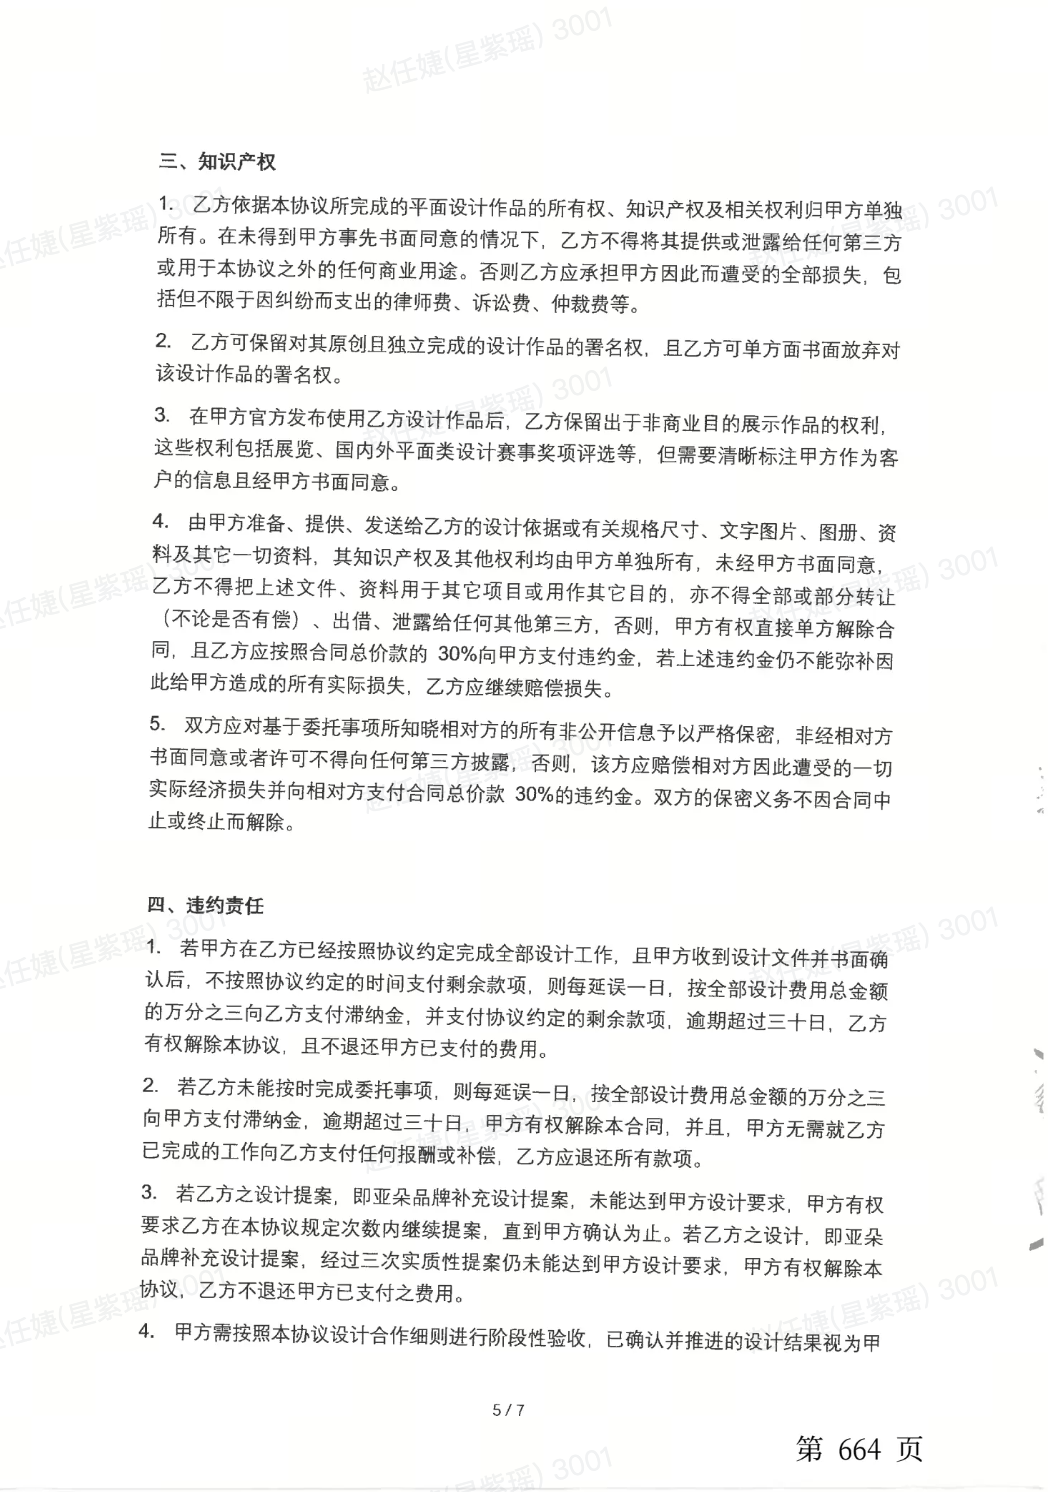 赵任婕(星紫瑶) 3001
三、知识产权
1. 乙方依据本协议所完成的平面设计作品的所有权、知识产权及相关权利归甲方单独
所有。在未得到甲方事先书面同意的情况下，乙方不得将其提供或泄露给任何第三方
或用于本协议之外的任何商业用途。否则乙方应承担甲方因此而遭受的全部损失，包
括但不限于因纠纷而支出的律师费、诉讼费、仲裁费等。
2. 乙方可保留对其原创且独立完成的设计作品的署名权，且乙方可单方面书面放弃对
该设计作品的署名权。
3. 在甲方官方发布使用乙方设计作品后，乙方保留出于非商业目的展示作品的权利，
这些权利包括展览、国内外平面类设计赛事奖项评选等，但需要清晰标注甲方作为客
户的信息且经甲方书面同意。
4. 由甲方准备、提供、发送给乙方的设计依据或有关规格尺寸、文字图片、图册、资
料及其它一切资料，其知识产权及其他权利均由甲方单独所有，未经甲方书面同意，
乙方不得把上述文件、资料用于其它项目或用作其它目的，亦不得全部或部分转让
（不论是否有偿）、出借、泄露给任何其他第三方，否则，甲方有权直接单方解除合
同，且乙方应按照合同总价款的 30%向甲方支付违约金，若上述违约金仍不能弥补因
此给甲方造成的所有实际损失，乙方应继续赔偿损失。
5. 双方应对基于委托事项所知晓相对方的所有非公开信息予以严格保密，非经相对方
书面同意或者许可不得向任何第三方披露，否则，该方应赔偿相对方因此遭受的一切
实际经济损失并向相对方支付合同总价款 30%的违约金。双方的保密义务不因合同中
止或终止而解除。
四、违约责任
1. 若甲方在乙方已经按照协议约定完成全部设计工作，且甲方收到设计文件并书面确
认后，不按照协议约定的时间支付剩余款项，则每延误一日，按全部设计费用总金额
的万分之三向乙方支付滞纳金，并支付协议约定的剩余款项，逾期超过三十日，乙方
有权解除本协议，且不退还甲方已支付的费用。
2. 若乙方未能按时完成委托事项，则每延误一日，按全部设计费用总金额的万分之三
向甲方支付滞纳金，逾期超过三十日，甲方有权解除本合同，并且，甲方无需就乙方
已完成的工作向乙方支付任何报酬或补偿，乙方应退还所有款项。
3. 若乙方之设计提案，即亚朵品牌补充设计提案，未能达到甲方设计要求，甲方有权
要求乙方在本协议规定次数内继续提案，直到甲方确认为止。若乙方之设计，即亚朵
品牌补充设计提案，经过三次实质性提案仍未能达到甲方设计要求，甲方有权解除本
协议，乙方不退还甲方已支付之费用。
4. 甲方需按照本协议设计合作细则进行阶段性验收，已确认并推进的设计结果视为甲
5 / 7
第 664 页